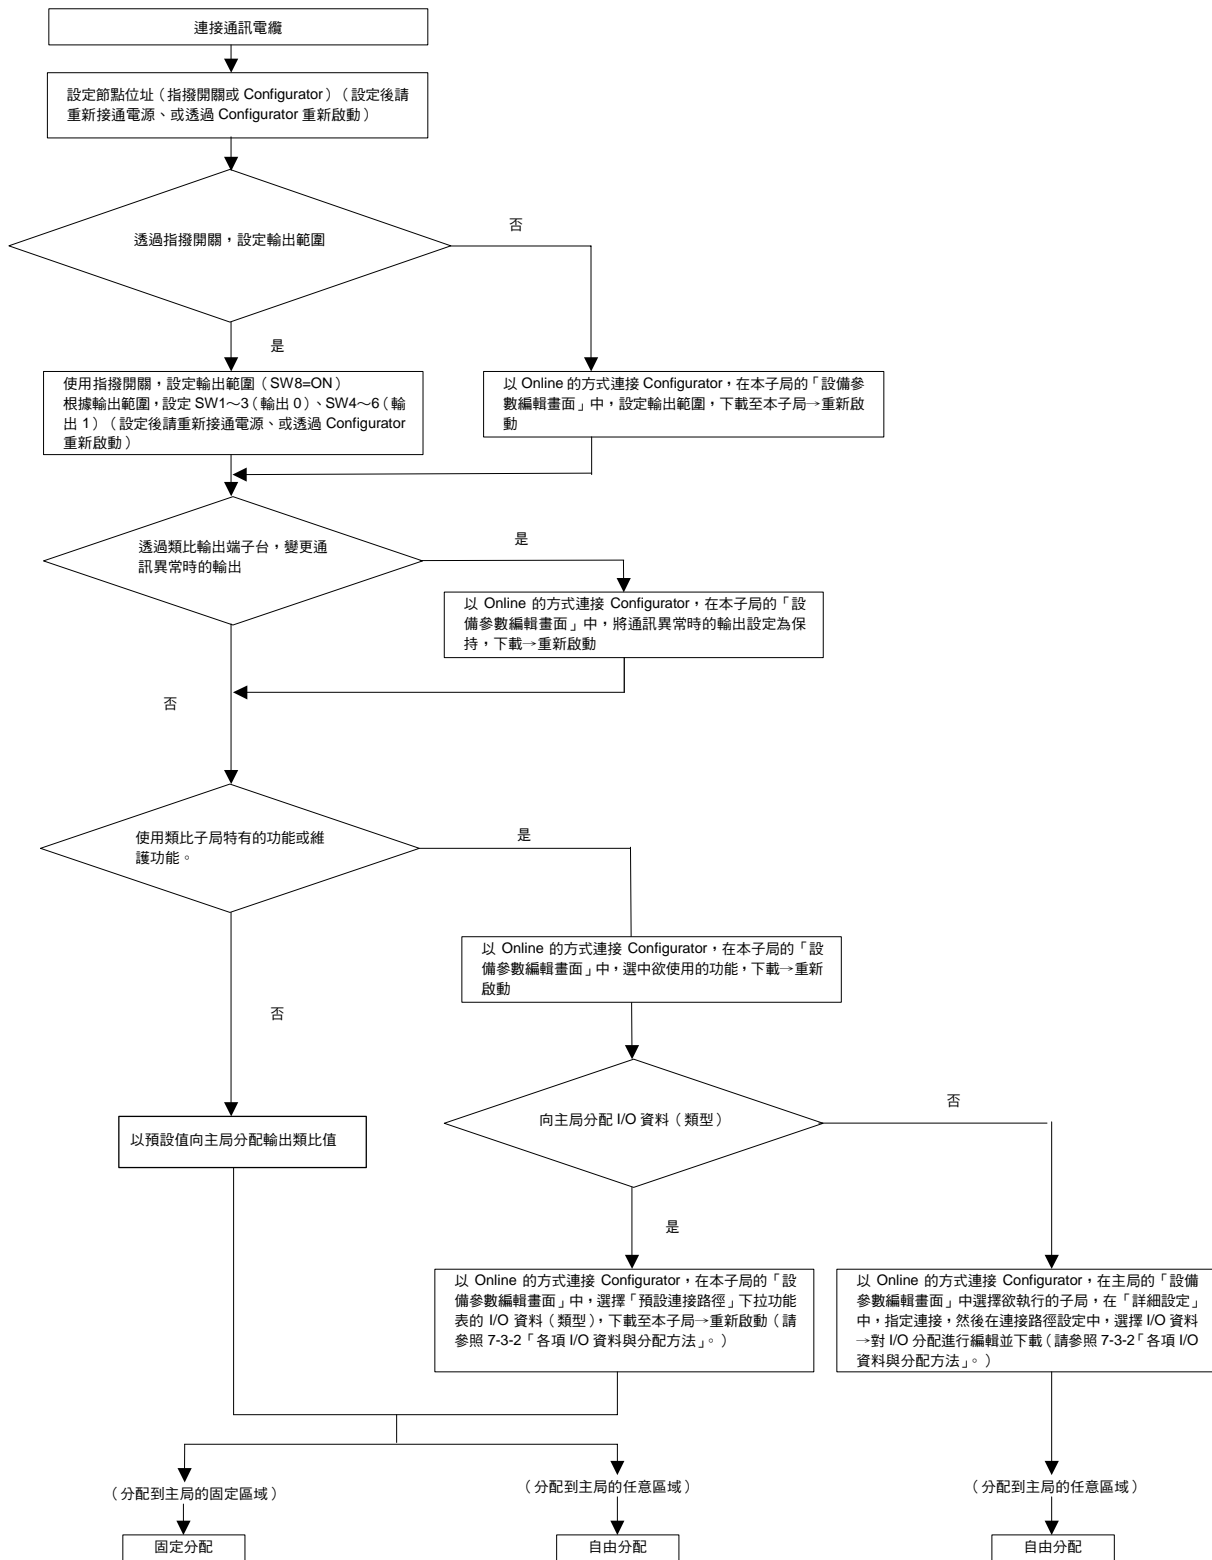 連接通訊電纜
設定節點位址（指撥開關或 Configurator）（設定後請
重新接通電源、或透過 Configurator 重新啟動）
透過指撥開關，設定輸出範圍
否
是
使用指撥開關，設定輸出範圍（SW8=ON）
根據輸出範圍，設定 SW1～3（輸出 0）、SW4～6（輸
出 1）（設定後請重新接通電源、或透過 Configurator
重新啟動）
以 Online 的方式連接 Configurator，在本子局的「設備參
數編輯畫面」中，設定輸出範圍，下載至本子局→重新啟
動
透過類比輸出端子台，變更通
訊異常時的輸出
是
以 Online 的方式連接 Configurator，在本子局的「設
備參數編輯畫面」中，將通訊異常時的輸出設定為保
持，下載→重新啟動
否
使用類比子局特有的功能或維
護功能。
是
以 Online 的方式連接 Configurator，在本子局的「設
備參數編輯畫面」中，選中欲使用的功能，下載→重新
啟動
否
向主局分配 I/O 資料（類型）
否
以預設值向主局分配輸出類比值
是
以 Online 的方式連接 Configurator，在本子局的「設
備參數編輯畫面」中，選擇「預設連接路徑」下拉功能
表的 I/O 資料（類型），下載至本子局→重新啟動（請
參照 7-3-2「各項 I/O 資料與分配方法」。）
以 Online 的方式連接 Configurator，在主局的「設備
參數編輯畫面」中選擇欲執行的子局，在「詳細設定」
中，指定連接，然後在連接路徑設定中，選擇 I/O 資料
→對 I/O 分配進行編輯並下載（請參照 7-3-2「各項 I/O
資料與分配方法」。）
（分配到主局的固定區域）
（分配到主局的任意區域）
（分配到主局的任意區域）
固定分配
自由分配
自由分配